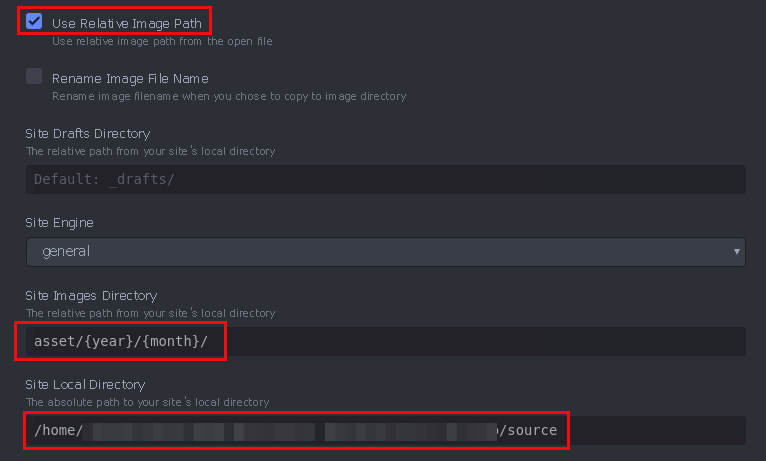 Use Relative Image Path
Use relative image path from the open file
Rename Image File Name
Rename image filename when you chose to copy to image directory
Site Drafts Directory
The relative path from your site's local directory
Default: _drafts/
Site Engine
general
Site Images Directory
The relative path from your site's local directory
asset/{year}/{month}/
Site Local Directory
The absolute path to your site's local directory
/home/ /source